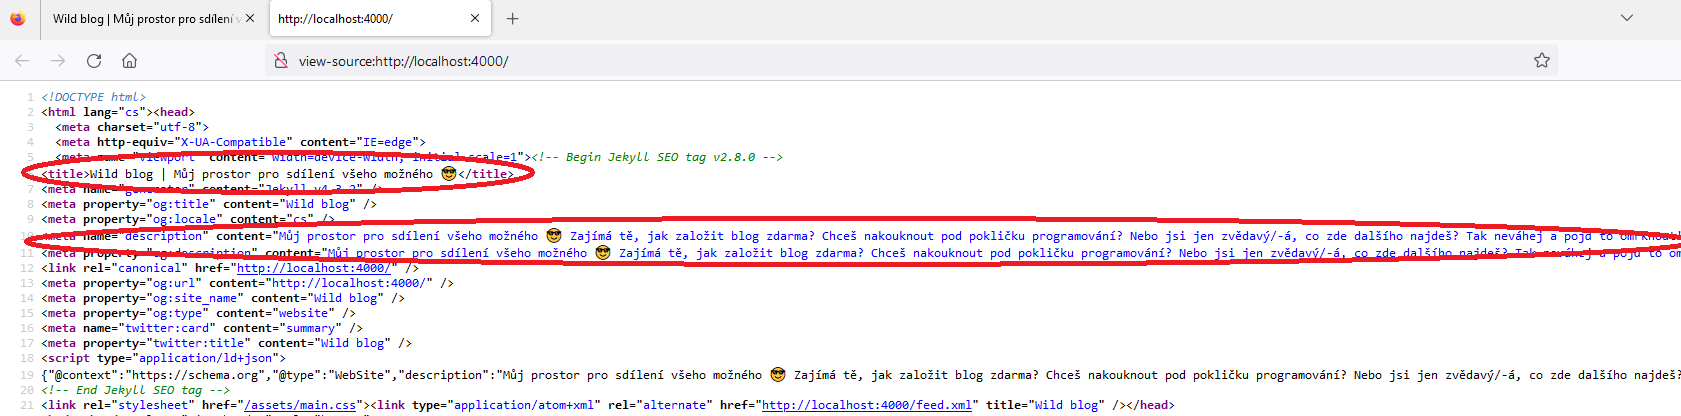 Wild blog | Můj prostor pro sdílení v
http://localhost:4000/
view-source:http://localhost:4000/
1 <!DOCTYPE html>
2 <html lang="cs"><head>
3 <meta charset="utf-8">
4 <meta http-equiv="X-UA-Compatible" content="IE=edge">
5 <meta name="viewport" content="width=device-width, initial-scale=1"><!-- Begin Jekyll SEO tag v2.8.0 -->
<title>Wild blog | Můj prostor pro sdílení všeho možného 😎</title>
7 <meta name="generator" content="Jekyll v4.3.2" />
8 <meta property="og:title" content="Wild blog" />
9 <meta property="og:locale" content="cs" />
10 <meta name="description" content="Můj prostor pro sdílení všeho možného 😎 Zajímá tě, jak založit blog zdarma? Chceš nakouknout pod pokličku programování? Nebo jsi jen zvědavý/-á, co zde dalšího najdeš? Tak neváhej a pojď to omrknout
11 <meta property="og:description" content="Můj prostor pro sdílení všeho možného 😎 Zajímá tě, jak založit blog zdarma? Chceš nakouknout pod pokličku programování? Nebo jsi jen zvědavý/-á, co zde dalšího najdeš? Tak neváhej a pojď to om
12 <link rel="canonical" href="http://localhost:4000/" />
13 <meta property="og:url" content="http://localhost:4000/" />
14 <meta property="og:site_name" content="Wild blog" />
15 <meta property="og:type" content="website" />
16 <meta name="twitter:card" content="summary" />
17 <meta property="twitter:title" content="Wild blog" />
18 <script type="application/ld+json">
19 {"@context":"https://schema.org","@type":"WebSite","description":"Můj prostor pro sdílení všeho možného 😎 Zajímá tě, jak založit blog zdarma? Chceš nakouknout pod pokličku programování? Nebo jsi jen zvědavý/-á, co zde dalšího najdeš?
20 <!-- End Jekyll SEO tag -->
21 <link rel="stylesheet" href="/assets/main.css"><link type="application/atom+xml" rel="alternate" href="http://localhost:4000/feed.xml" title="Wild blog" /></head>